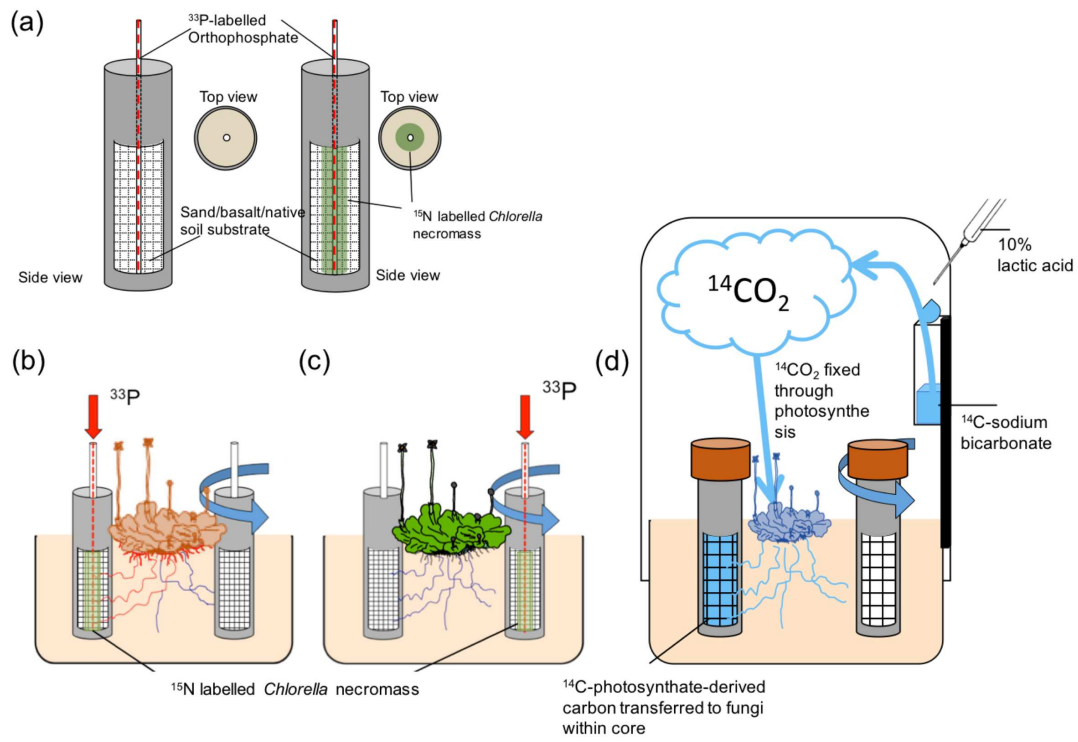 (a)
³³P-labelled
Orthophosphate
Top view
Top view
Sand/basalt/native
soil substrate
¹⁵N labelled Chlorella
necromass
Side view
Side view
(b)
³³P
(c)
³³P
¹⁵N labelled Chlorella necromass
(d)
10%
lactic acid
¹⁴CO₂
¹⁴CO₂ fixed
through
photosynthe
sis
¹⁴C-sodium
bicarbonate
¹⁴C-photosynthate-derived
carbon transferred to fungi
within core